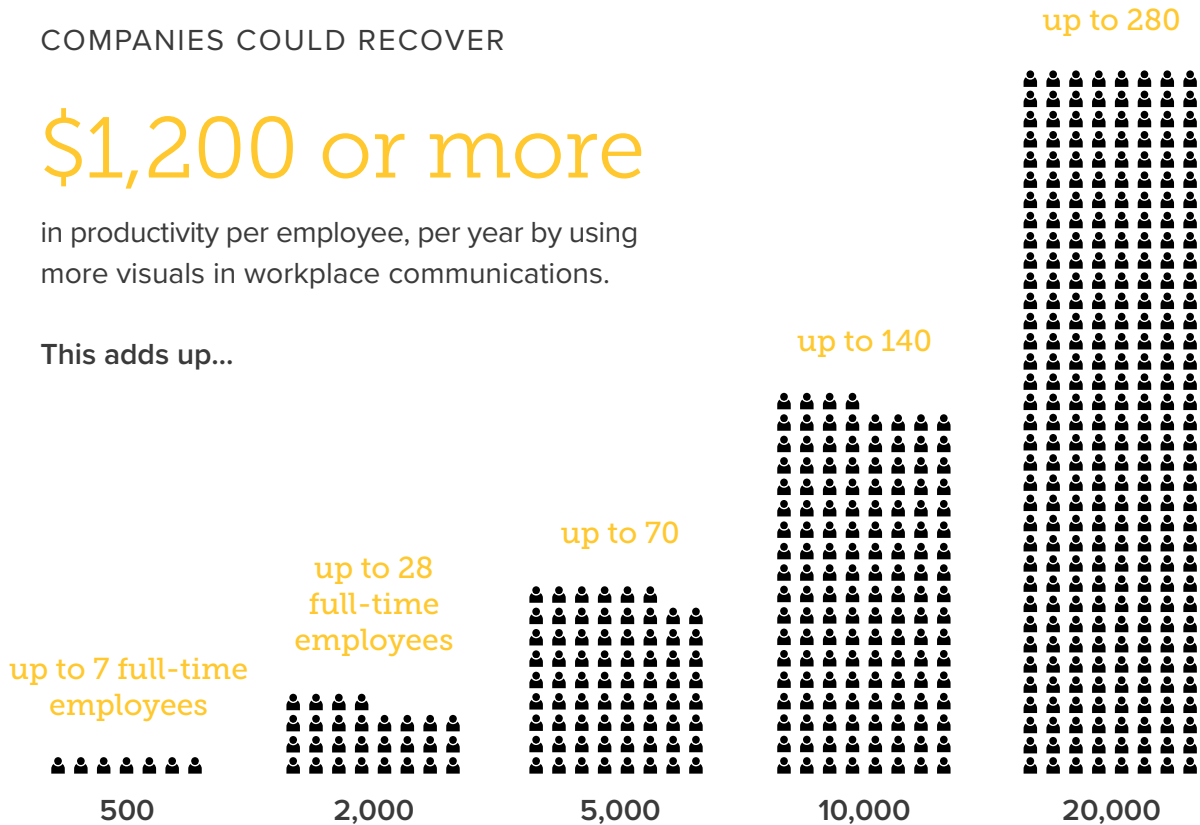 COMPANIES COULD RECOVER
$1,200 or more
in productivity per employee, per year by using
more visuals in workplace communications.
This adds up...
up to 7 full-time
employees
up to 28
full-time
employees
up to 70
up to 140
up to 280
500
2,000
5,000
10,000
20,000